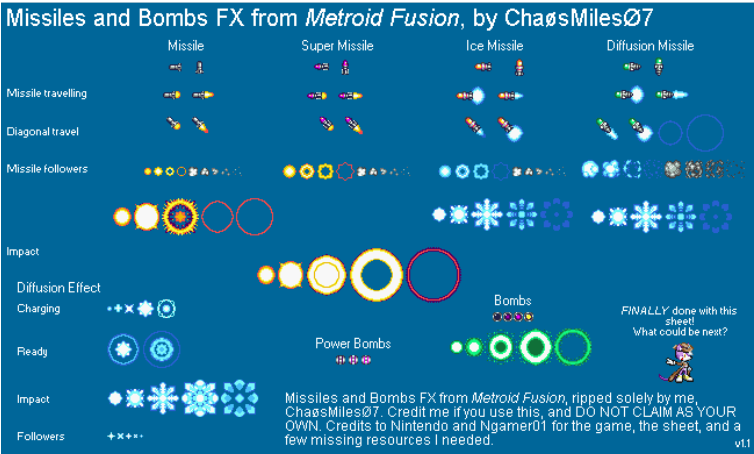 Missiles and Bombs FX from Metroid Fusion, by ChaøsMilesØ7
Missile
Super Missile
Ice Missile
Diffusion Missile
Missile travelling
Diagonal travel
Missile followers
Impact
Diffusion Effect
Charging
Bombs
FINALLY done with this
sheet!
What could be next?
Ready
Power Bombs
Impact
Missiles and Bombs FX from Metroid Fusion, ripped solely by me,
ChaøsMilesØ7. Credit me if you use this, and DO NOT CLAIM AS YOUR
OWN. Credits to Nintendo and Ngamer01 for the game, the sheet, and a
few missing resources I needed.
Followers
v1.1